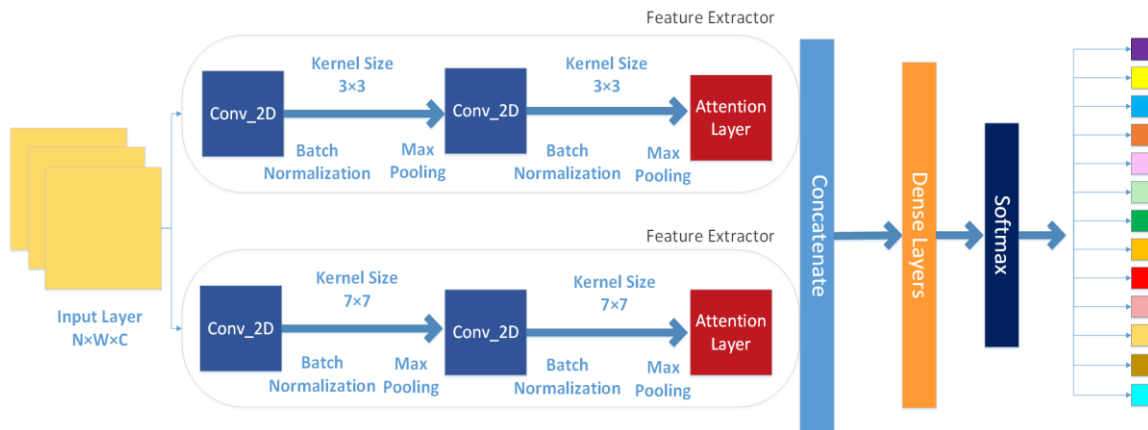 Feature Extractor
Kernel Size
3×3
Kernel Size
3×3
Conv_2D
Conv_2D
Attention
Layer
Batch
Normalization
Max
Pooling
Batch
Normalization
Max
Pooling
Input Layer
N×W×C
Feature Extractor
Kernel Size
7×7
Kernel Size
7×7
Conv_2D
Conv_2D
Attention
Layer
Batch
Normalization
Max
Pooling
Batch
Normalization
Max
Pooling
Concatenate
Dense Layers
Softmax